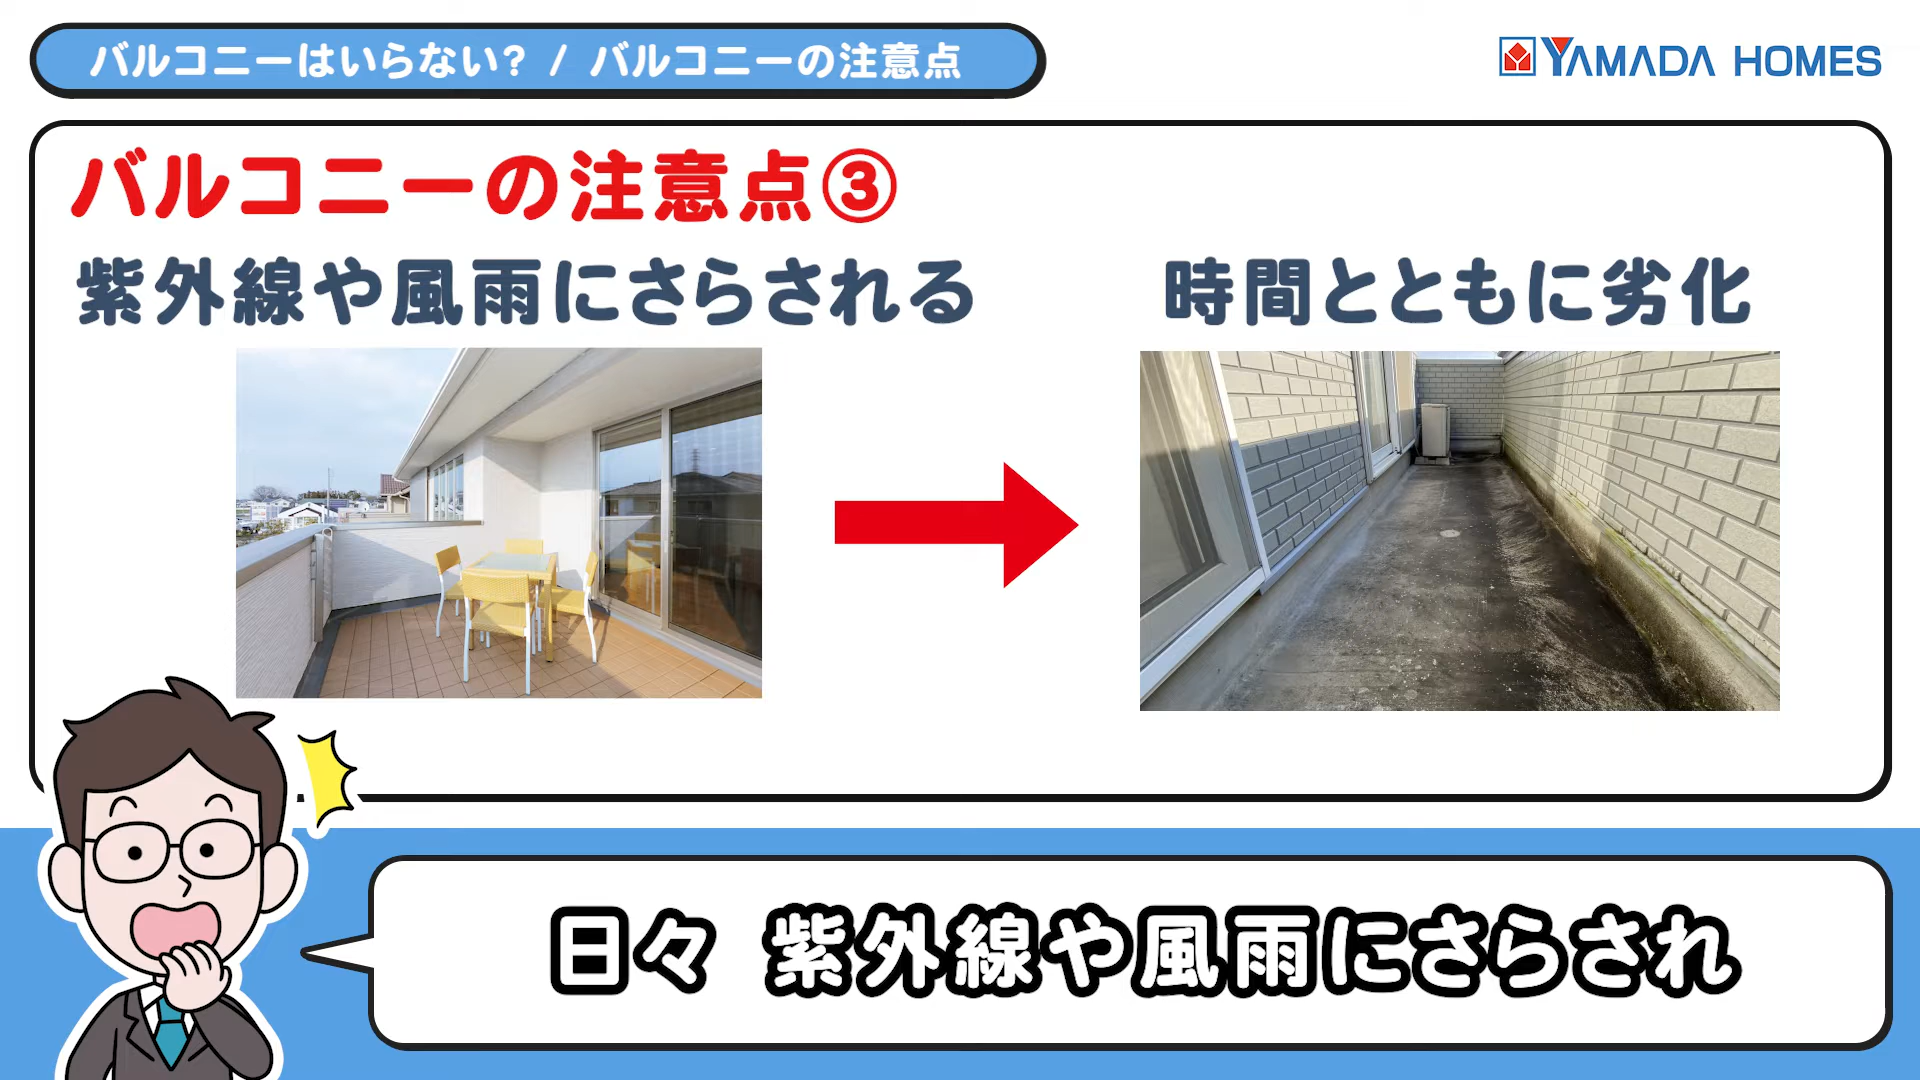 バルコニーはいらない? / バルコニーの注意点
YAMADA HOMES
バルコニーの注意点③
紫外線や風雨にさらされる
時間とともに劣化
日々 紫外線や風雨にさらされ